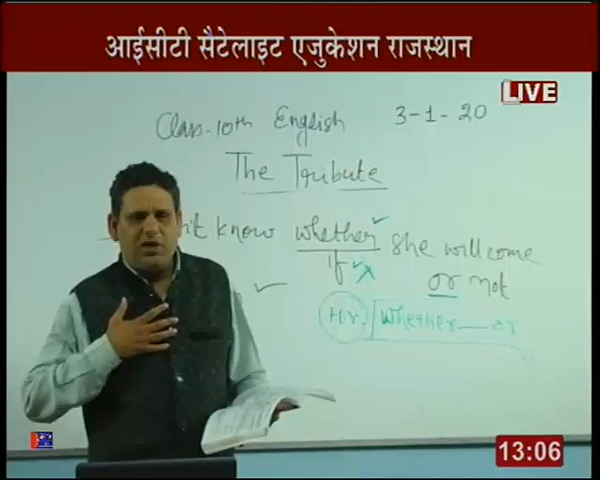 आईसीटी सैटेलाइट एजुकेशन राजस्थान
LIVE
Class-10th English 3-1-20
The Tribute
n't know whether she will come
if or not
H.V. whether — or
13:06